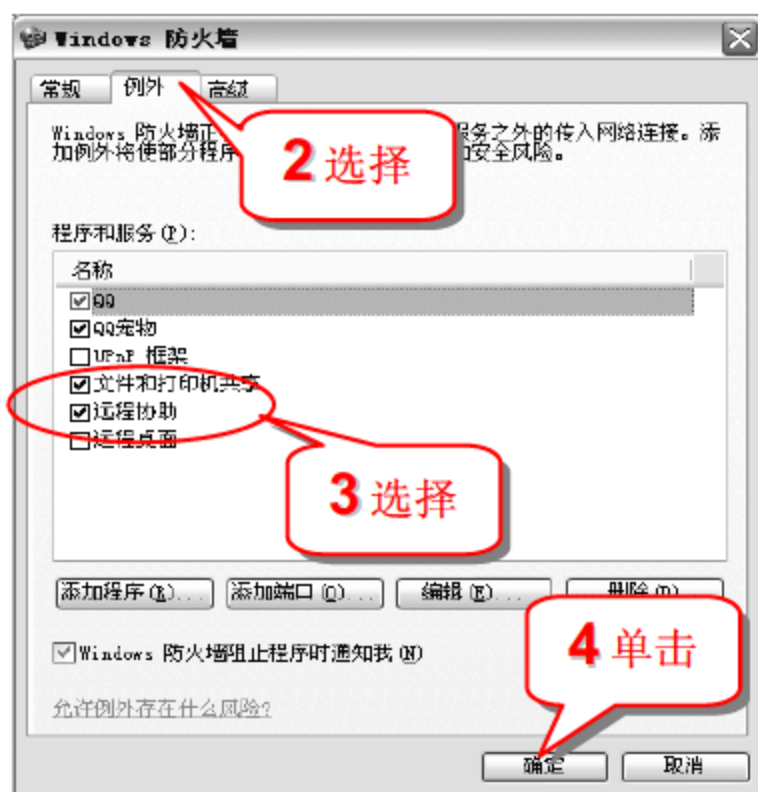 Windows 防火墙
常规 例外 高级
Windows 防火墙正 服务之外的传入网络连接。添
加例外将使部分程序 加安全风险。
2 选择
程序和服务(P):
名称
QQ
QQ宠物
UPnP 框架
文件和打印机共享
远程协助
远程桌面
3 选择
添加程序(R)... 添加端口(O)... 编辑(E)... 删除(D)
Windows 防火墙阻止程序时通知我(N)
4 单击
允许例外存在什么风险?
确定 取消